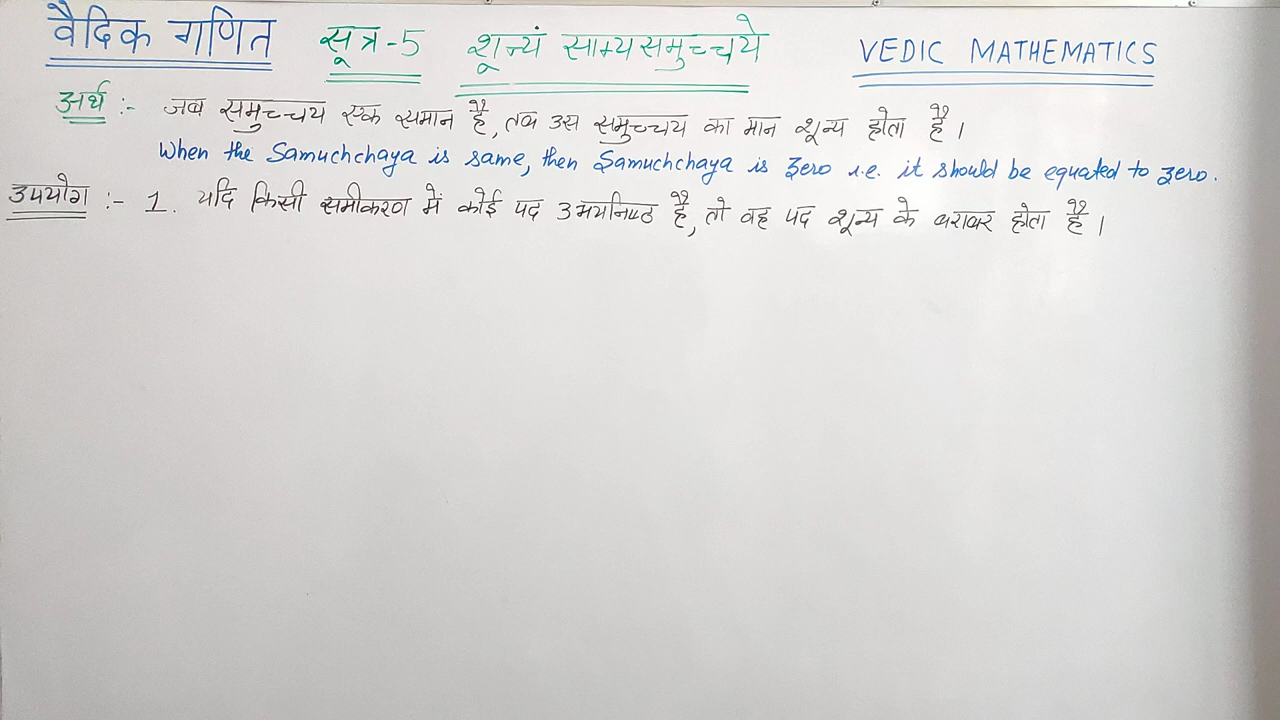 वैदिक गणित सूत्र-5 शून्यं साम्यसमुच्चये VEDIC MATHEMATICS
अर्थ :- जब समुच्चय एक समान है, तब उस समुच्चय का मान शून्य होता है।
When the Samuchchaya is same, then Samuchchaya is zero i.e. it should be equated to zero.
उपयोग :- 1. यदि किसी समीकरण में कोई पद उभयनिष्ठ है, तो वह पद शून्य के बराबर होता है।